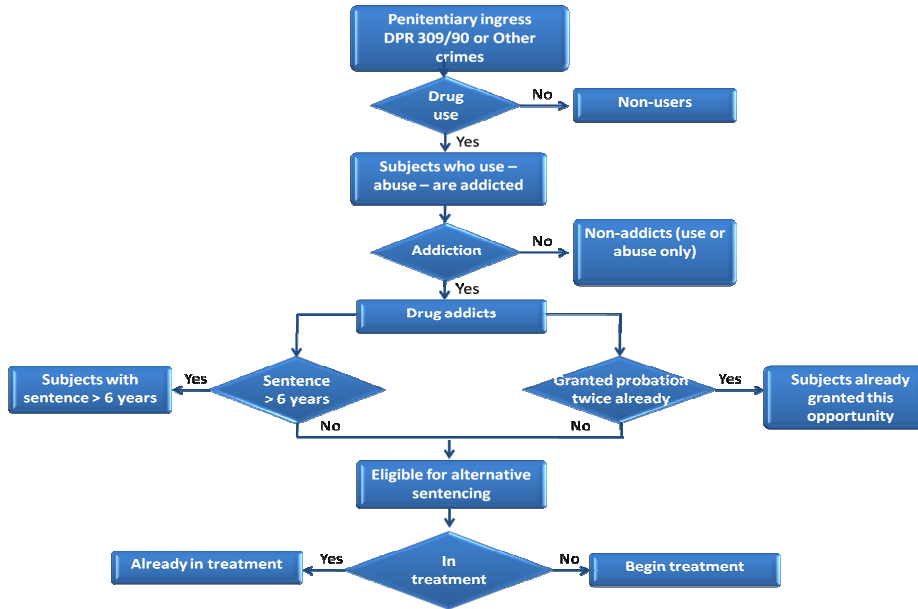 Penitentiary ingress
DPR 309/90 or Other
crimes
Drug
use
No
Non-users
Yes
Subjects who use –
abuse – are addicted
Addiction
No
Non-addicts (use or
abuse only)
Yes
Drug addicts
Subjects with
sentence > 6 years
Yes
Sentence
> 6 years
Granted probation
twice already
Yes
Subjects already
granted this
opportunity
No
No
Eligible for alternative
sentencing
Already in treatment
Yes
In
treatment
No
Begin treatment